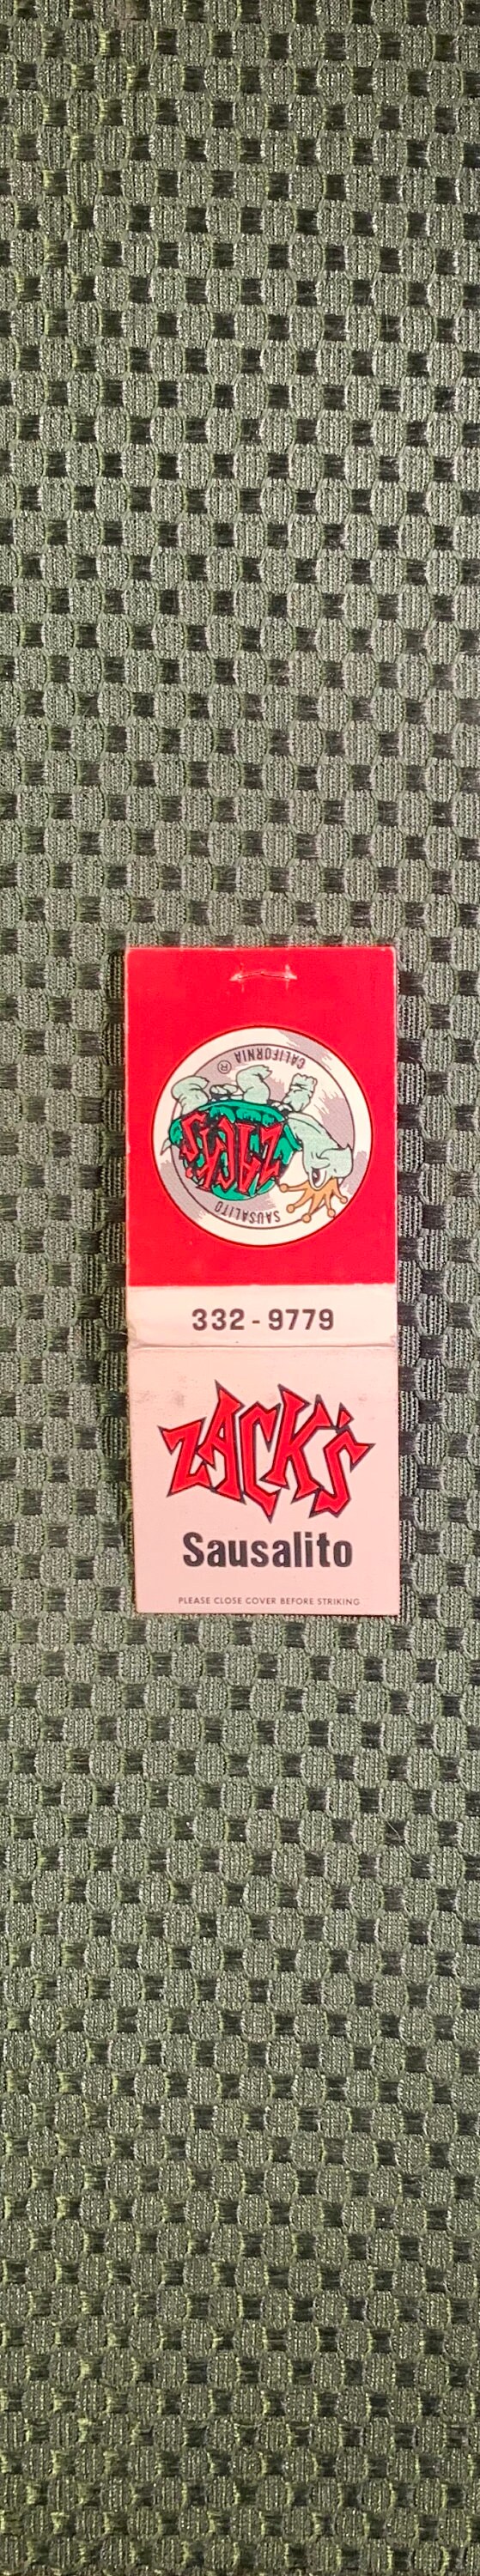 CALIFORNIA
®
ZACK'S
SAUSALITO
332-9779
ZACK'S
Sausalito
PLEASE CLOSE COVER BEFORE STRIKING